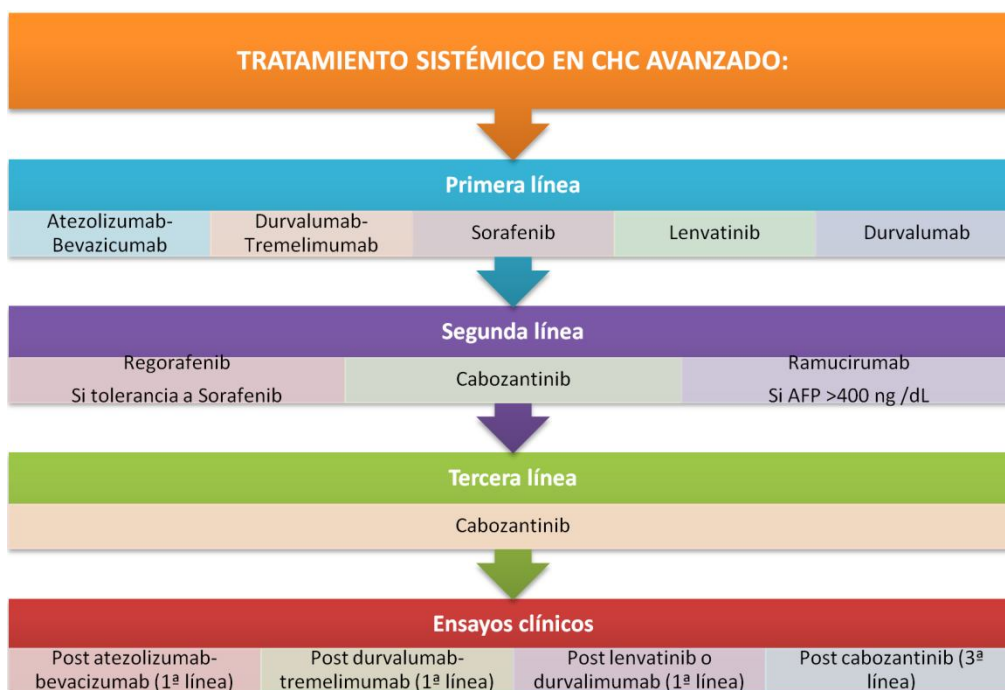 TRATAMIENTO SISTÉMICO EN CHC AVANZADO:
Primera línea
Atezolizumab-
Bevazicumab
Durvalumab-
Tremelimumab
Sorafenib
Lenvatinib
Durvalumab
Segunda línea
Regorafenib
Si tolerancia a Sorafenib
Cabozantinib
Ramucirumab
Si AFP >400 ng /dL
Tercera línea
Cabozantinib
Ensayos clínicos
Post atezolizumab-
bevacizumab (1ª línea)
Post durvalumab-
tremelimumab (1ª línea)
Post lenvatinib o
durvalimumab (1ª línea)
Post cabozantinib (3ª
línea)